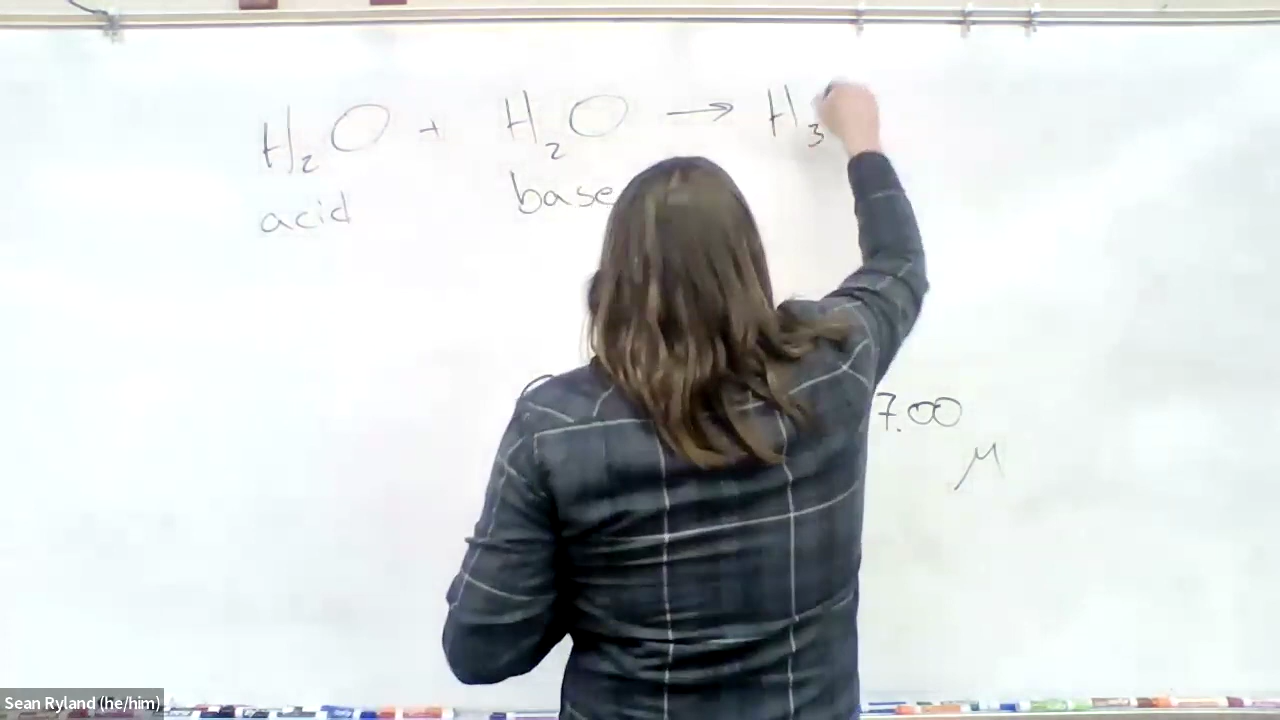 H₂O + H₂O → H₃
acid base
7.00
M
Sean Ryland (he/him)